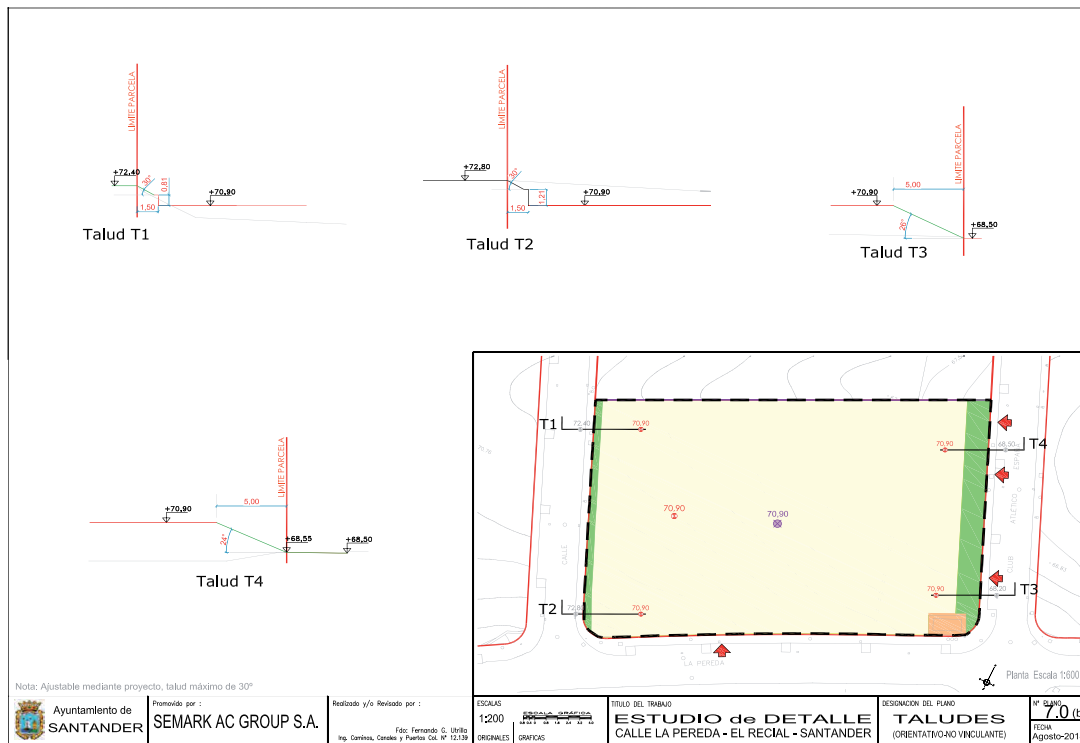 LIMITE PARCELA
+72,40
30°
0,81
+70,90
1,50
Talud T1
LIMITE PARCELA
+72,80
30°
1,21
+70,90
1,50
Talud T2
LIMITE PARCELA
5,00
+70,90
26°
+68,50
Talud T3
LIMITE PARCELA
5,00
+70,90
24°
+68,55
+68,50
Talud T4
T1
72,40
70,90
70,90
68,50
T4
70,90
70,90
CALLE
ATLÉTICO
CLUB
T2
70,90
70,90
68,20
T3
LA PEREDA
Planta Escala 1:600
Nota: Ajustable mediante proyecto, talud máximo de 30º
Ayuntamiento de
SANTANDER
Promovido por :
SEMARK AC GROUP S.A.
Realizado y/o Revisado por :
Fdo: Fernando G. Utrilla
Ing. Caminos, Canales y Puertos Col. Nº 12.139
ESCALAS
1:200
ESCALA GRÁFICA
ORIGINALES
GRAFICAS
TITULO DEL TRABAJO
ESTUDIO de DETALLE
CALLE LA PEREDA - EL RECIAL - SANTANDER
DESIGNACION DEL PLANO
TALUDES
(ORIENTATIVO-NO VINCULANTE)
Nº PLANO
7.0 (b
FECHA
Agosto-201